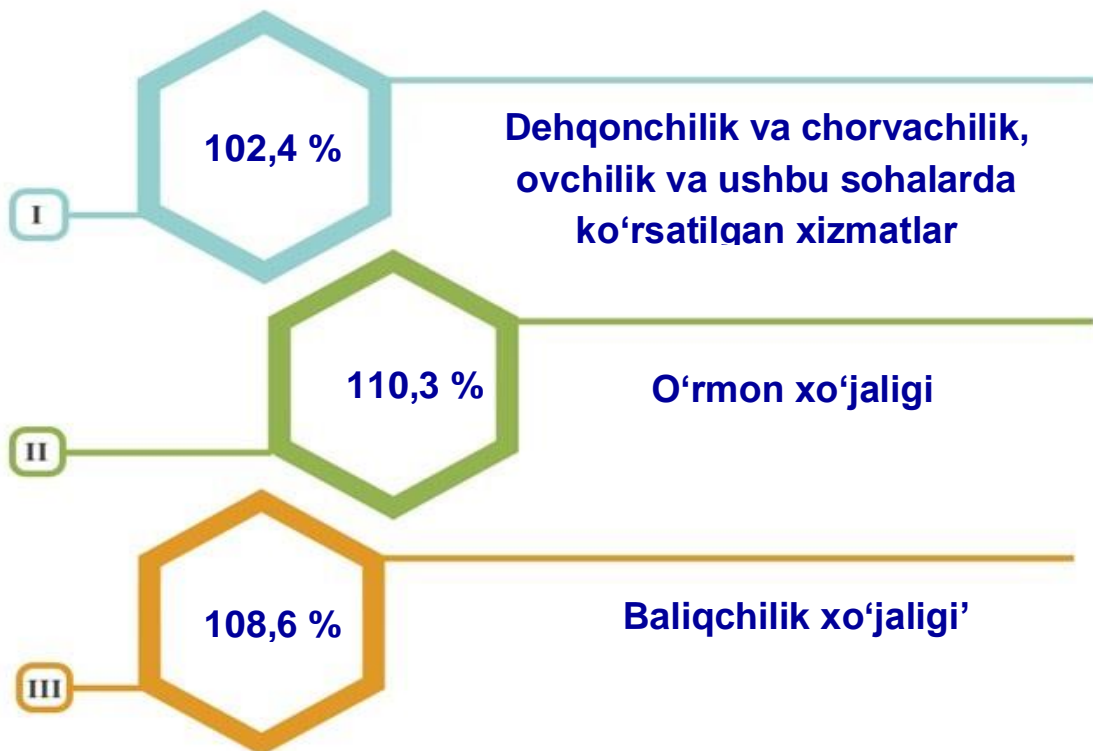 102,4 %
Dehqonchilik va chorvachilik,
ovchilik va ushbu sohalarda
ko‘rsatilgan xizmatlar
I
110,3 %
O‘rmon xo‘jaligi
II
108,6 %
Baliqchilik xo‘jaligi’
III